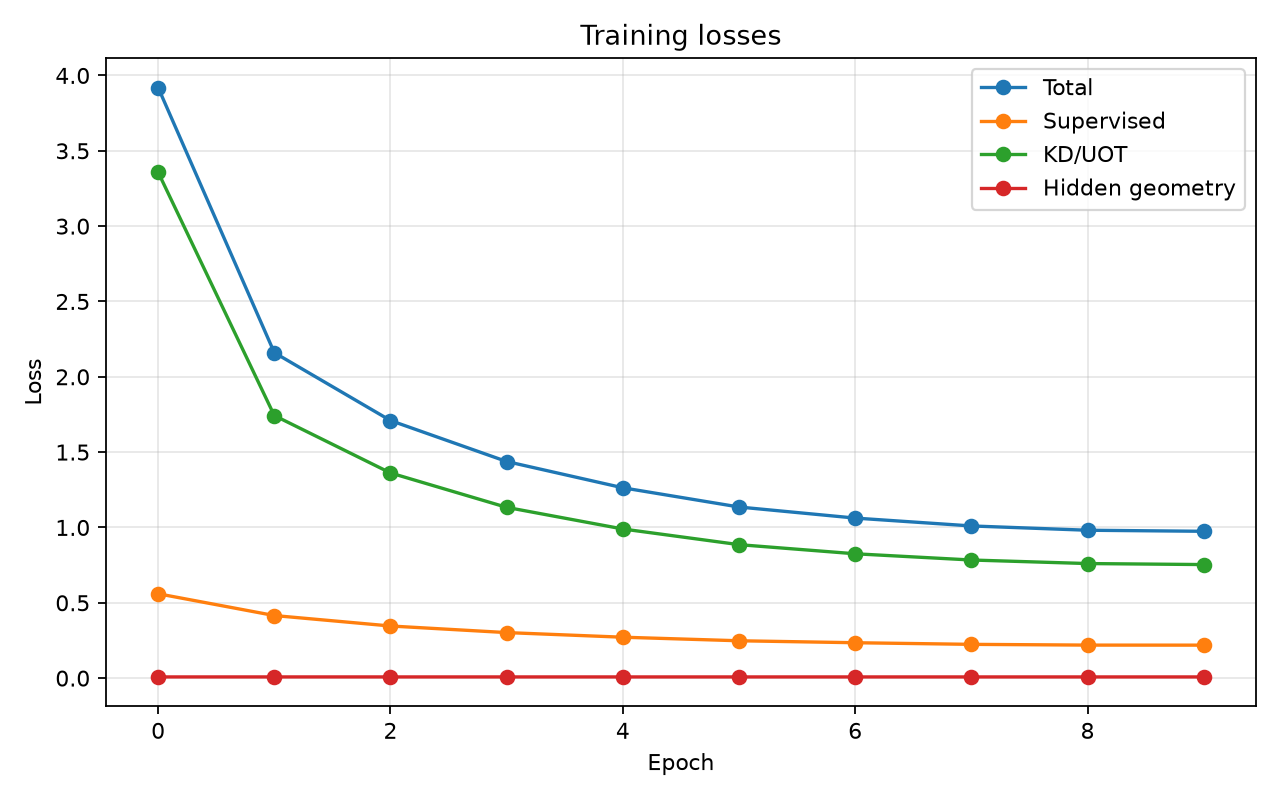 Training losses
4.0
3.5
3.0
2.5
2.0
1.5
1.0
0.5
0.0
Loss
Total
Supervised
KD/UOT
Hidden geometry
0 2 4 6 8
Epoch